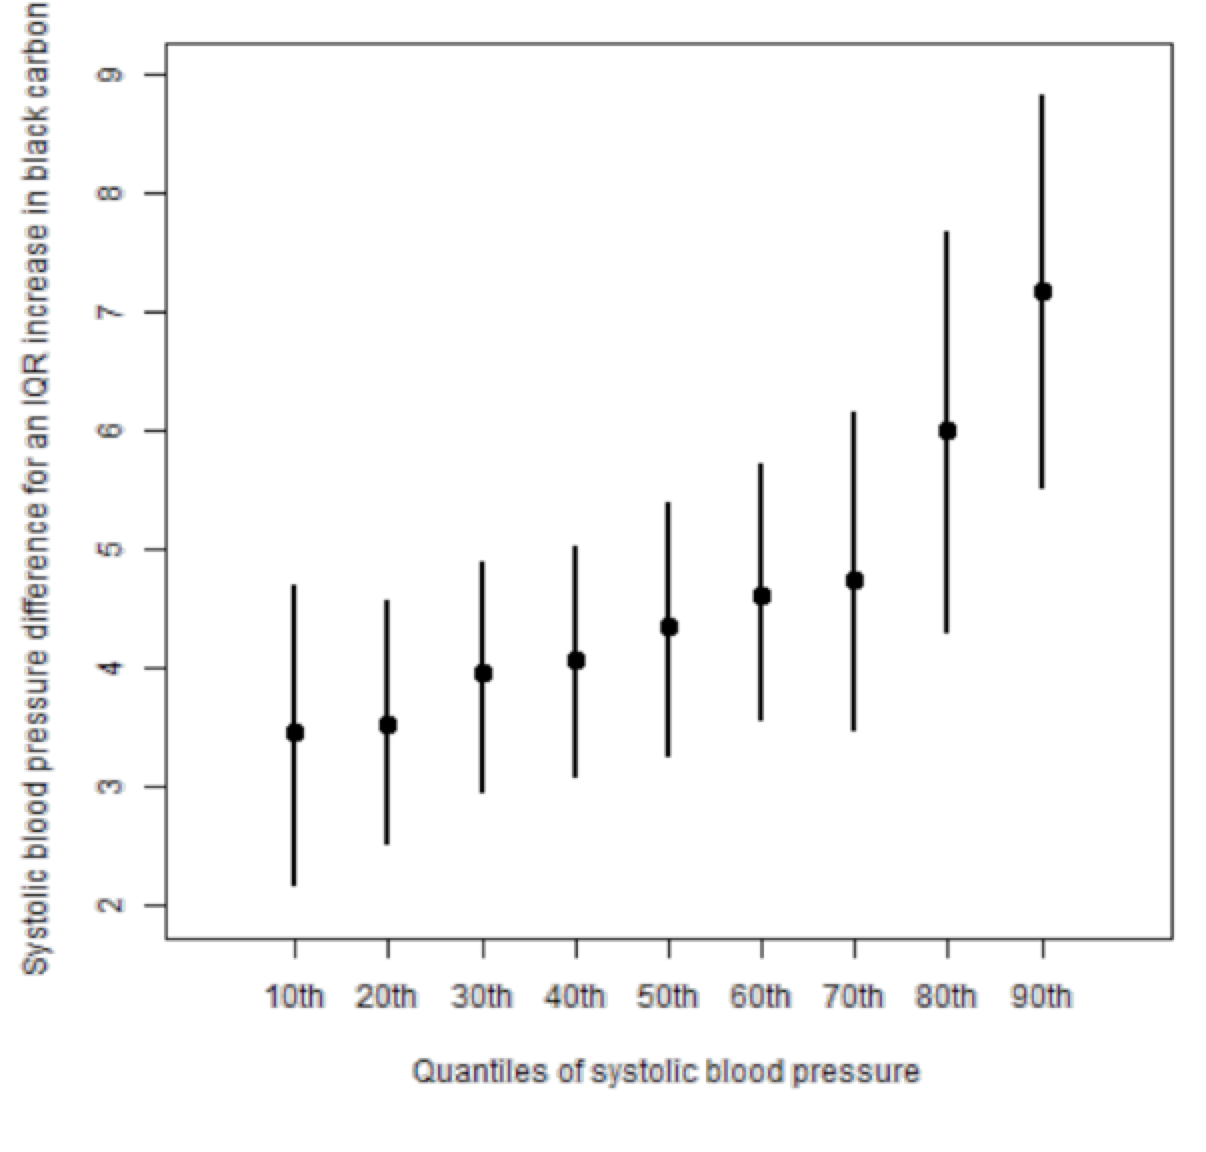 Systolic blood pressure difference for an IQR increase in black carbon
9
8
7
6
5
4
3
2
10th 20th 30th 40th 50th 60th 70th 80th 90th
Quantiles of systolic blood pressure